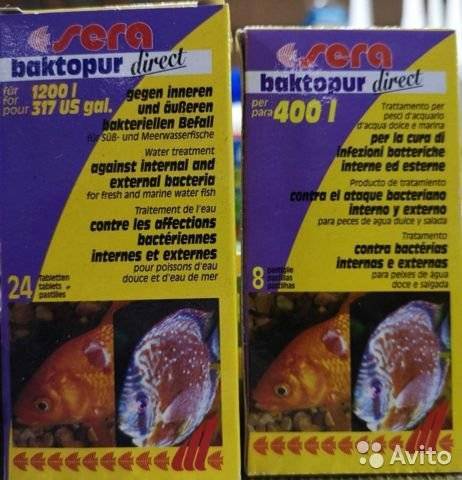 sera
baktopur direct
für
for
pour
1200 l
317 US gal.
gegen inneren
und äußeren
bakteriellen Befall
für Süß- und Meerwasserfische
Water treatment
against internal and
external bacteria
for fresh and marine water fish
Traitement de l'eau
contre les affections
bactériennes
internes et externes
pour poissons d'eau
douce et d'eau de mer
24 Tabletten
tablets
pastilles
sera
baktopur direct
per
para
400 l
Trattamento per
pesci d'acquario
d'acqua dolce e marina
per la cura di
infezioni batteriche
interne ed esterne
Producto de tratamiento
contra el ataque bacteriano
interno y externo
para peces de agua dulce y salada
Tratamento
contra bactérias
internas e externas
para peixes de água
doce e salgada
8 pastiglie
pastillas
pastilhas
Avito